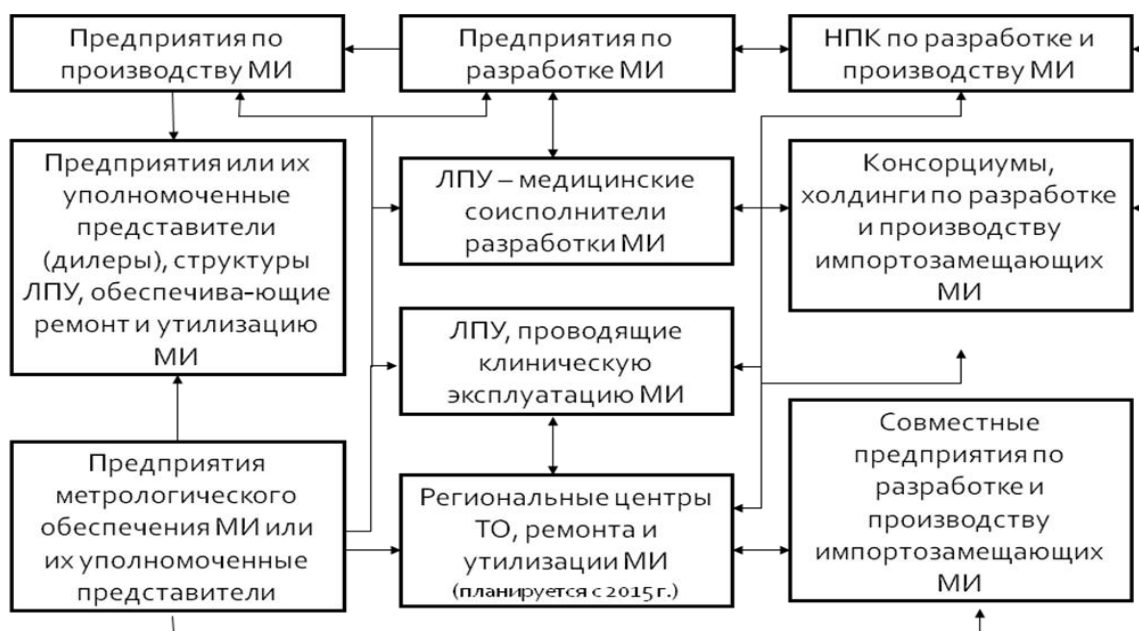 Предприятия по
производству МИ
Предприятия по
разработке МИ
НПК по разработке и
производству МИ
Предприятия или их
уполномоченные
представители
(дилеры), структуры
ЛПУ, обеспечива-ющие
ремонт и утилизацию
МИ
ЛПУ – медицинские
соисполнители
разработки МИ
Консорциумы,
холдинги по разработке
и производству
импортозамещающих
МИ
ЛПУ, проводящие
клиническую
эксплуатацию МИ
Предприятия
метрологического
обеспечения МИ или
их уполномоченные
представители
Региональные центры
ТО, ремонта и
утилизации МИ
(планируется с 2015 г.)
Совместные
предприятия по
разработке и
производству
импортозамещающих
МИ